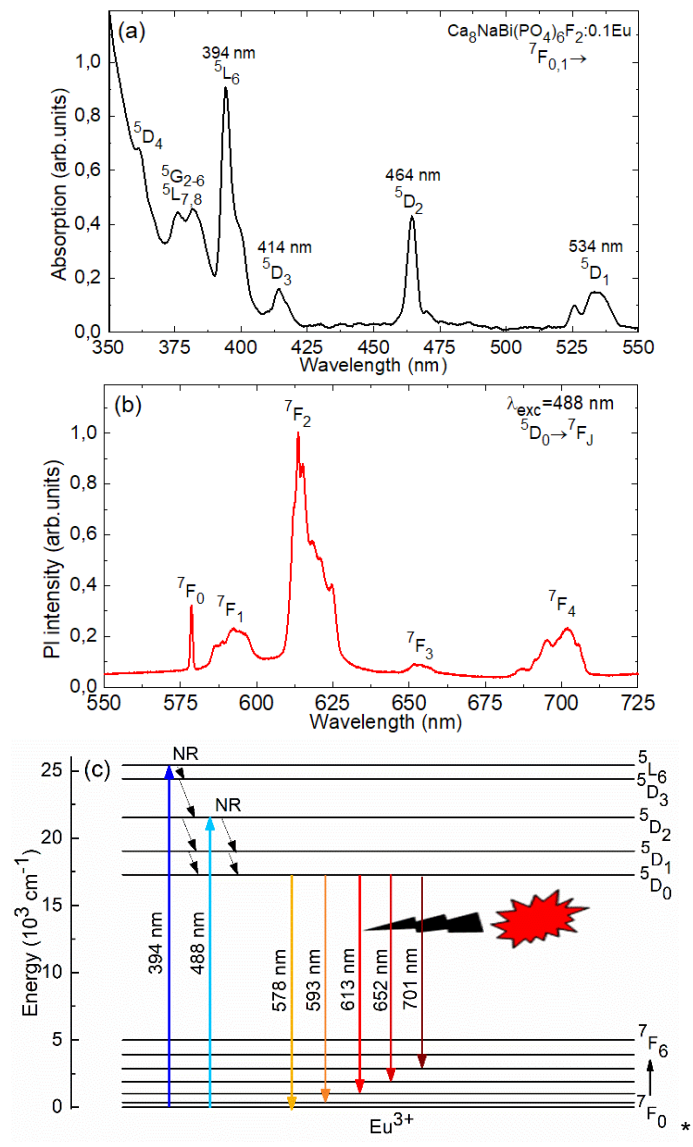 (a)
Ca₈NaBi(PO₄)₆F₂:0.1Eu
⁷F₀,₁→
394 nm
⁵L₆
⁵D₄
⁵G₂₋₆
⁵L₇,₈
414 nm
⁵D₃
464 nm
⁵D₂
534 nm
⁵D₁
Absorption (arb.units)
1,0
0,8
0,6
0,4
0,2
0,0
350 375 400 425 450 475 500 525 550
Wavelength (nm)
(b)
λexc=488 nm
⁵D₀→⁷FJ
⁷F₂
⁷F₀
⁷F₁
⁷F₃
⁷F₄
Pl intensity (arb.units)
1,0
0,8
0,6
0,4
0,2
0,0
550 575 600 625 650 675 700 725
Wavelength (nm)
(c)
NR
NR
⁵L₆
⁵D₃
⁵D₂
⁵D₁
⁵D₀
Energy (10³ cm⁻¹)
25
20
15
10
5
0
394 nm
488 nm
578 nm
593 nm
613 nm
652 nm
701 nm
⁷F₆
⁷F₀
Eu³⁺
*